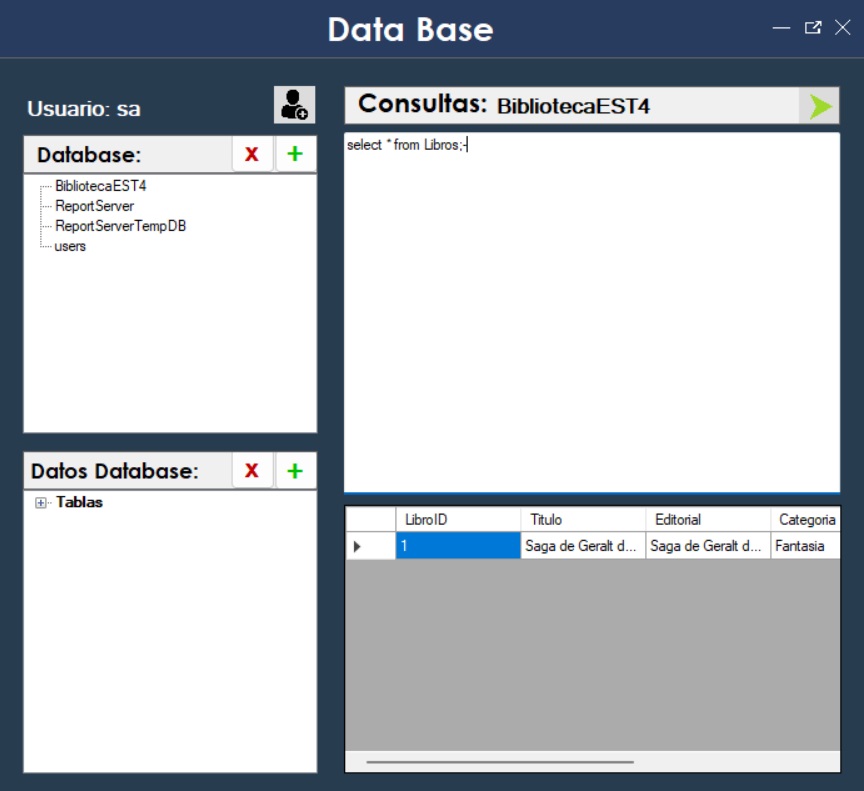 Data Base
Usuario: sa
Database:
X +
BibliotecaEST4
ReportServer
ReportServerTempDB
users
Datos Database:
X +
Tablas
Consultas: BibliotecaEST4
select * from Libros;-
LibroID Titulo Editorial Categoria
1 Saga de Geralt d... Saga de Geralt d... Fantasia